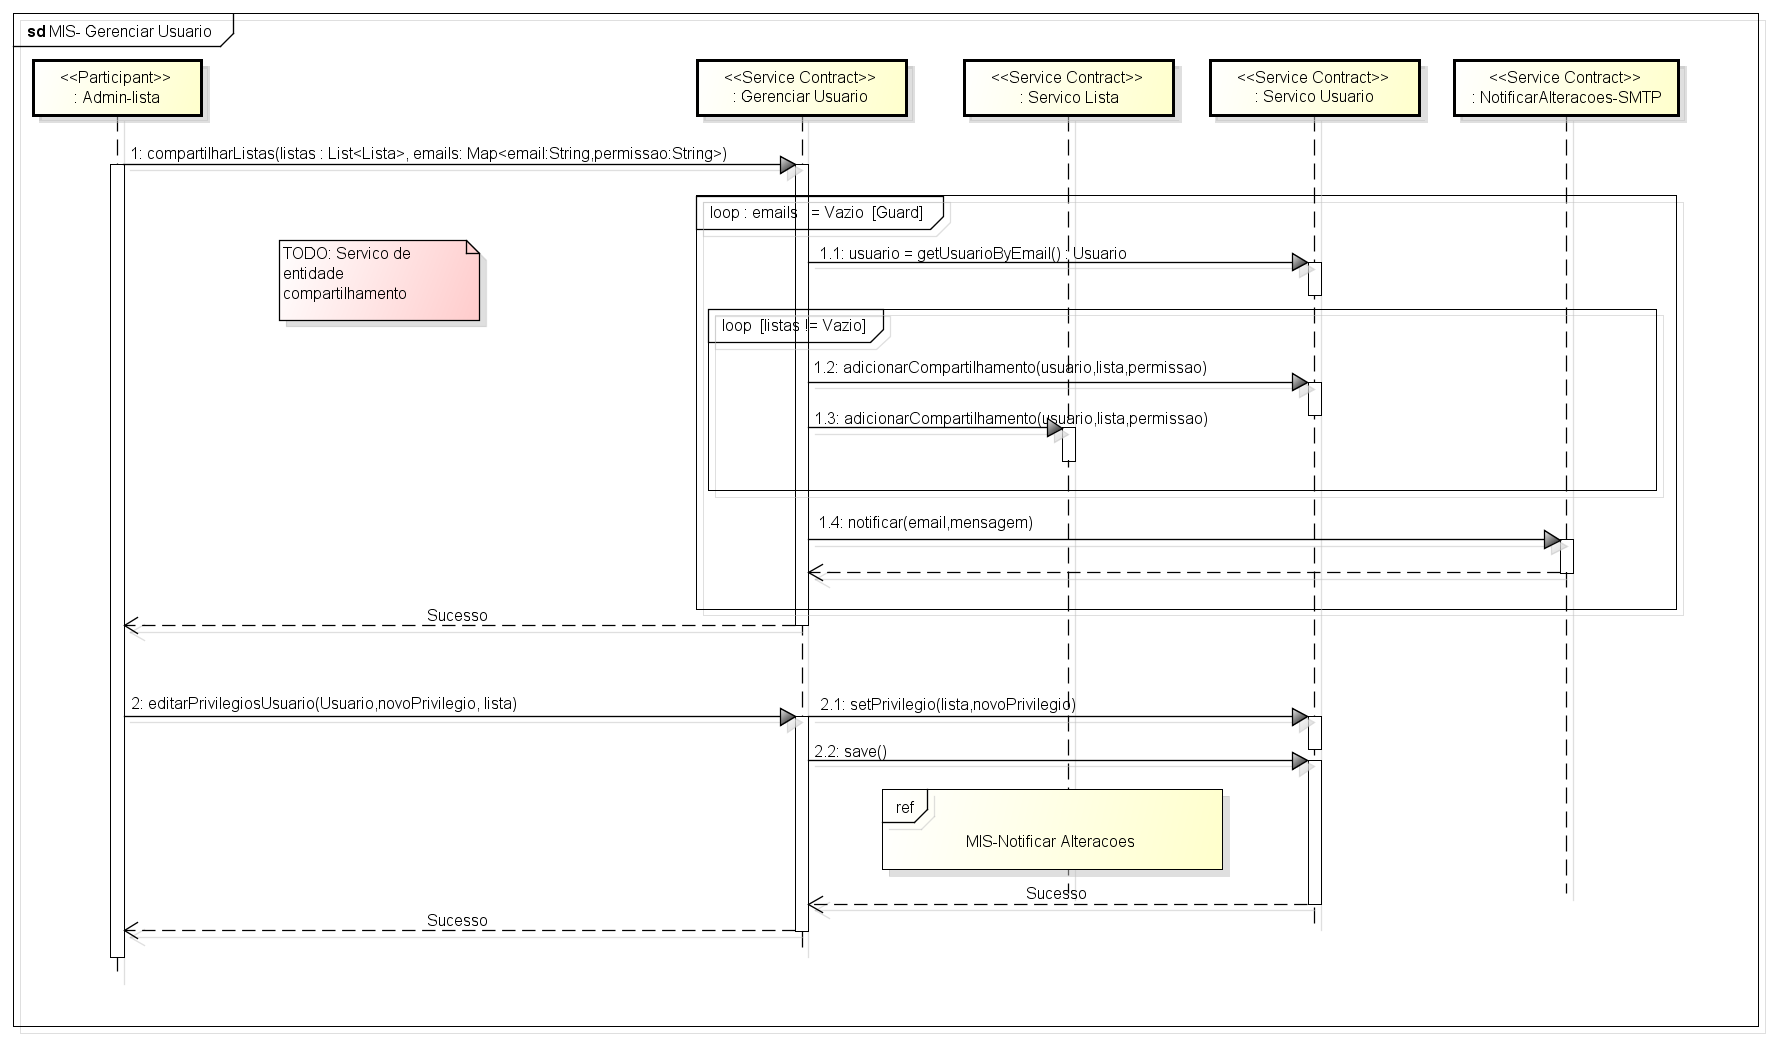 sd MIS- Gerenciar Usuario
<<Participant>>
: Admin-lista
<<Service Contract>>
: Gerenciar Usuario
<<Service Contract>>
: Servico Lista
<<Service Contract>>
: Servico Usuario
<<Service Contract>>
: NotificarAlteracoes-SMTP
1: compartilharListas(listas : List<Lista>, emails: Map<email:String,permissao:String>)
loop : emails = Vazio [Guard]
TODO: Servico de
entidade
compartilhamento
1.1: usuario = getUsuarioByEmail() : Usuario
loop [listas != Vazio]
1.2: adicionarCompartilhamento(usuario,lista,permissao)
1.3: adicionarCompartilhamento(usuario,lista,permissao)
1.4: notificar(email,mensagem)
Sucesso
2: editarPrivilegiosUsuario(Usuario,novoPrivilegio, lista)
2.1: setPrivilegio(lista,novoPrivilegio)
2.2: save()
ref
MIS-Notificar Alteracoes
Sucesso
Sucesso